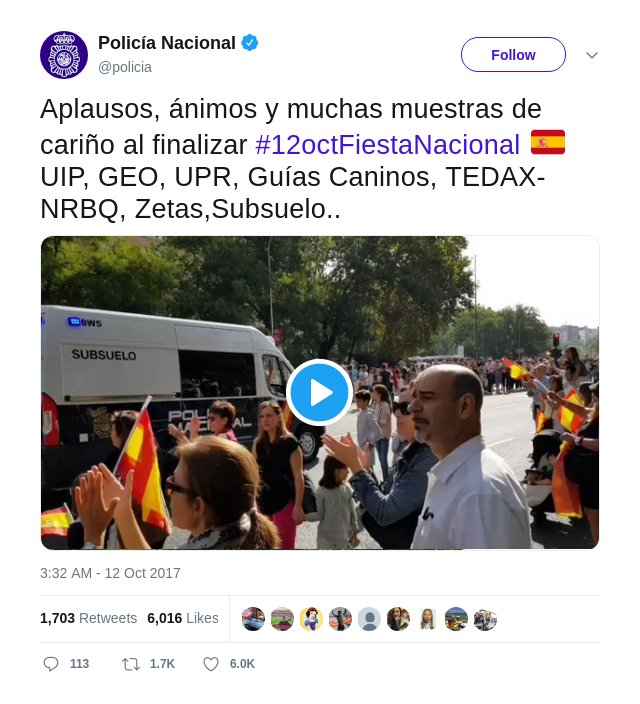 Policía Nacional
@policia
Follow
Aplausos, ánimos y muchas muestras de
cariño al finalizar #12octFiestaNacional
UIP, GEO, UPR, Guías Caninos, TEDAX-
NRBQ, Zetas,Subsuelo..
SUBSUELO
3:32 AM - 12 Oct 2017
1,703 Retweets 6,016 Likes
113 1.7K 6.0K